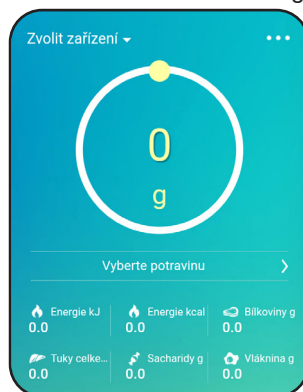 g
Zvolit zařízení
0
g
Vyberte potravinu
Energie kJ
0.0
Energie kcal
0.0
Bílkoviny g
0.0
Tuky celke...
0.0
Sacharidy g
0.0
Vláknina g
0.0